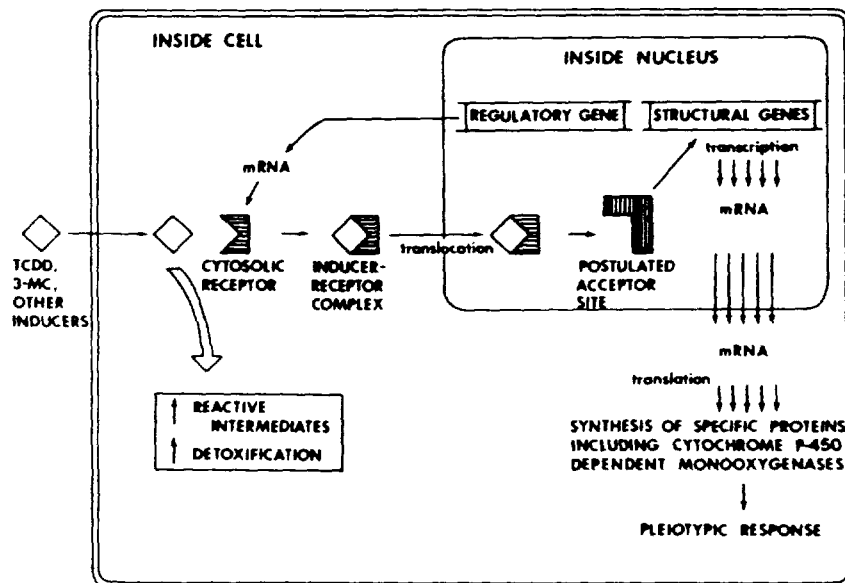 INSIDE CELL
INSIDE NUCLEUS
REGULATORY GENE
STRUCTURAL GENES
transcription
mRNA
mRNA
TCDD,
3-MC,
OTHER
INDUCERS
CYTOSOLIC
RECEPTOR
INDUCER-
RECEPTOR
COMPLEX
translocation
POSTULATED
ACCEPTOR
SITE
mRNA
translation
REACTIVE
INTERMEDIATES
DETOXIFICATION
SYNTHESIS OF SPECIFIC PROTEINS
INCLUDING CYTOCHROME P-450
DEPENDENT MONOOXYGENASES
PLEIOTYPIC RESPONSE